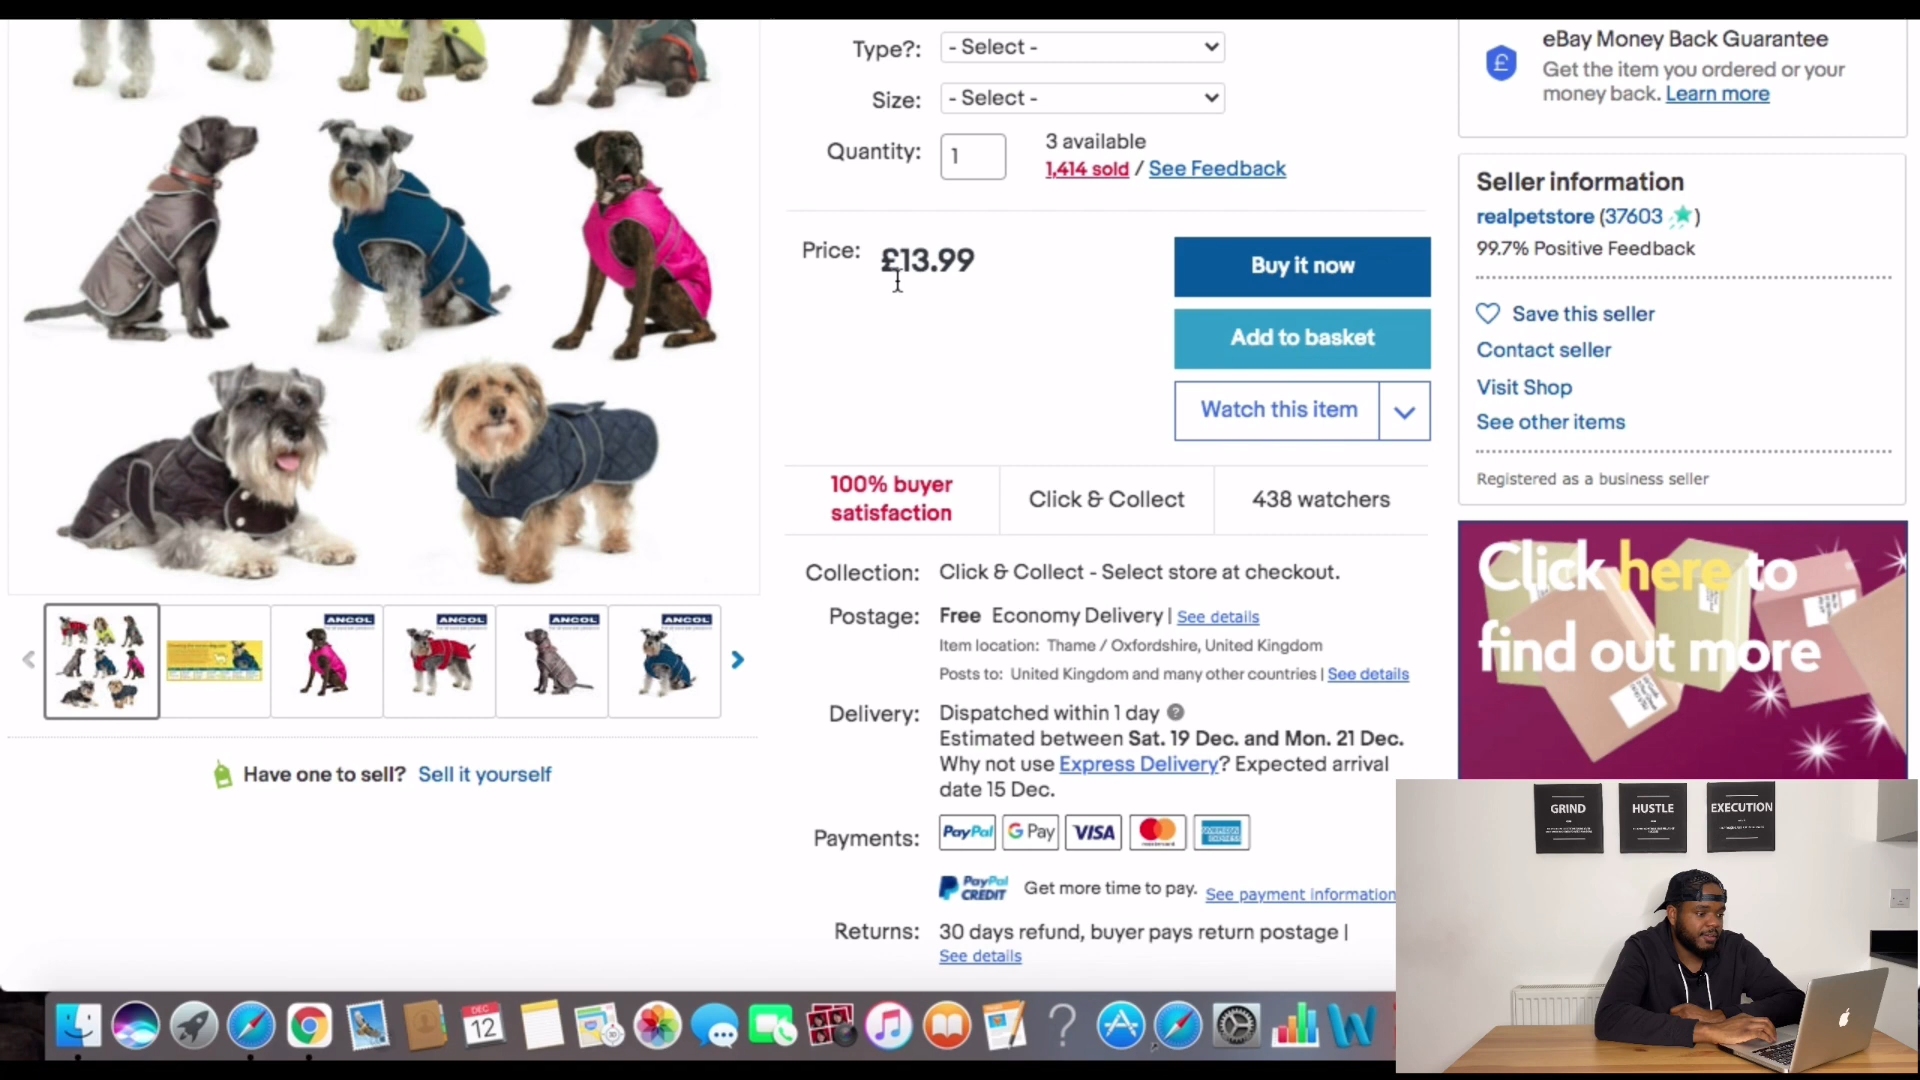 Type?:
- Select -
Size:
- Select -
Quantity:
1
3 available
1,414 sold / See Feedback
Price:
£13.99
Buy it now
Add to basket
Watch this item
100% buyer
satisfaction
Click & Collect
438 watchers
Collection:
Click & Collect - Select store at checkout.
Postage:
Free Economy Delivery | See details
Item location: Thame / Oxfordshire, United Kingdom
Posts to: United Kingdom and many other countries | See details
Delivery:
Dispatched within 1 day ?
Estimated between Sat. 19 Dec. and Mon. 21 Dec.
Why not use Express Delivery? Expected arrival
date 15 Dec.
Payments:
PayPal
G Pay
VISA
mastercard
AMERICAN EXPRESS
PayPal
CREDIT
Get more time to pay. See payment information
Returns:
30 days refund, buyer pays return postage |
See details
ANCOL
ANCOL
ANCOL
ANCOL
Have one to sell? Sell it yourself
£
eBay Money Back Guarantee
Get the item you ordered or your
money back. Learn more
Seller information
realpetstore (37603 )
99.7% Positive Feedback
Save this seller
Contact seller
Visit Shop
See other items
Registered as a business seller
Click here to
find out more
GRIND
HUSTLE
EXECUTION
DEC
12
W